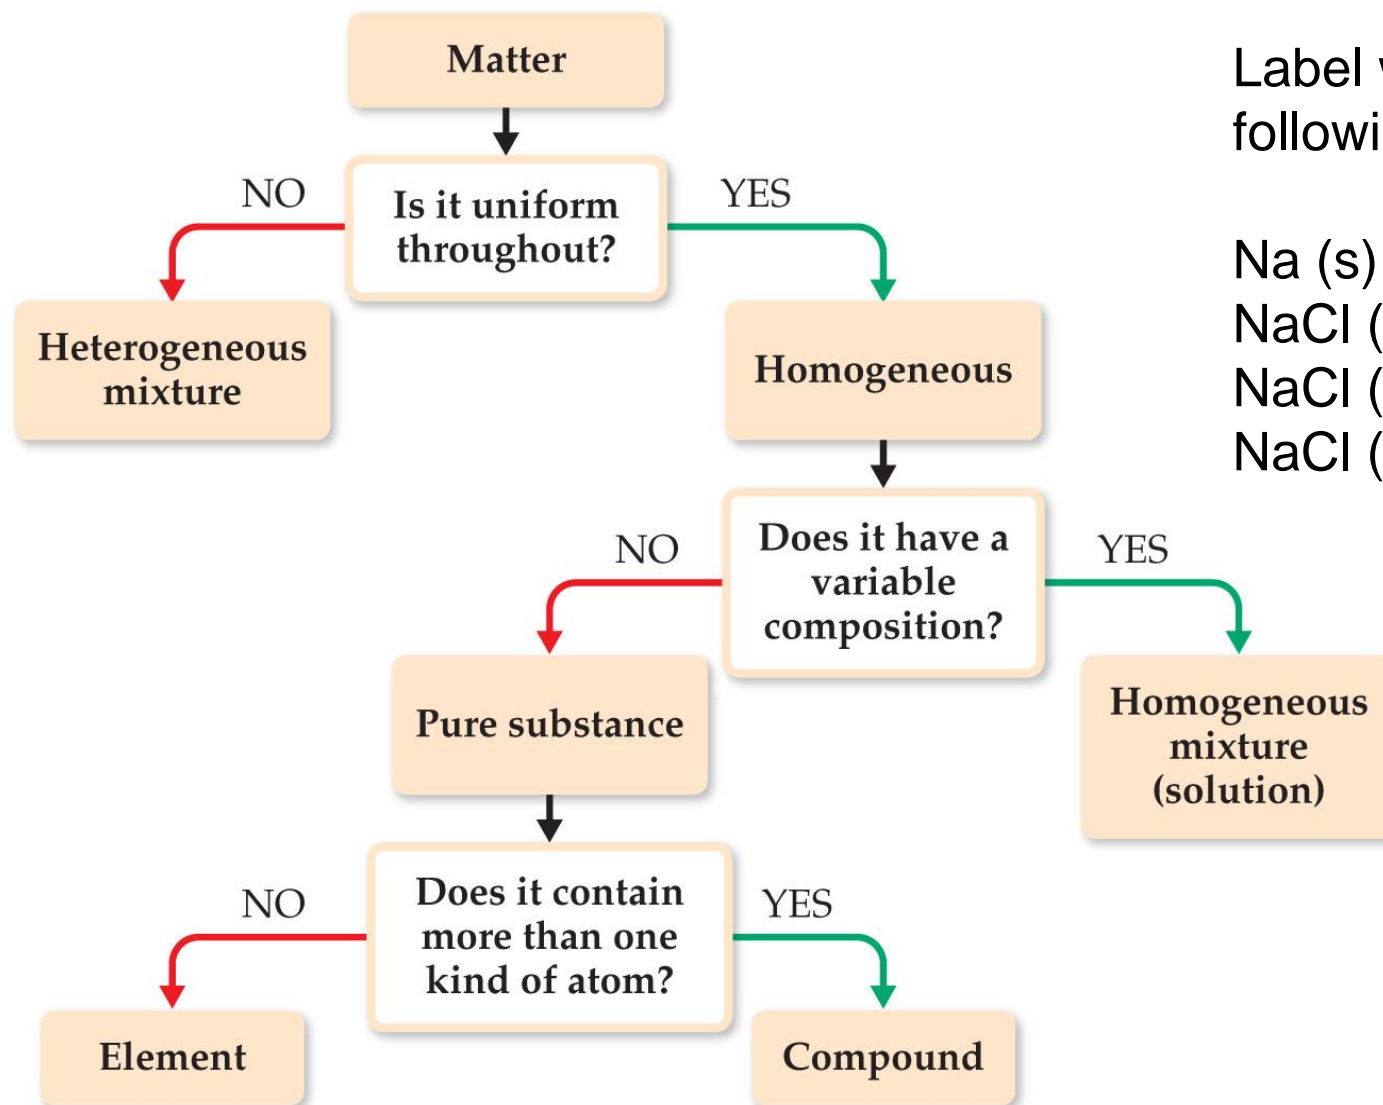 Matter
NO
Is it uniform
throughout?
YES
Heterogeneous
mixture
Homogeneous
NO
Does it have a
variable
composition?
YES
Pure substance
Homogeneous
mixture
(solution)
NO
Does it contain
more than one
kind of atom?
YES
Element
Compound
Label
Na (s)
NaCl (
NaCl (
NaCl (